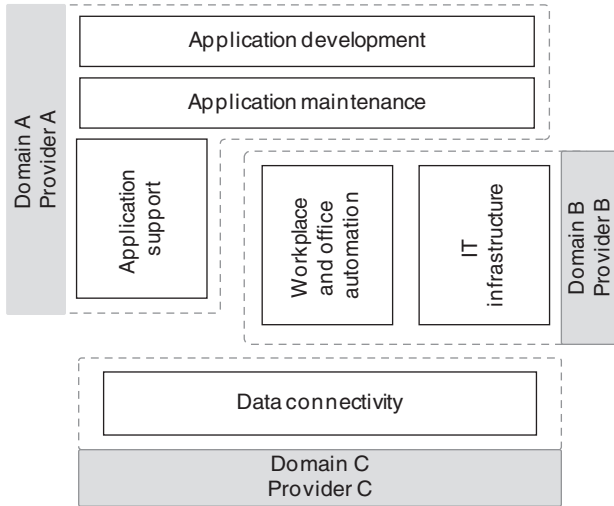 Application development
Application maintenance
Domain A
Provider A
Application
support
Workplace
and office
automation
IT
infrastructure
Domain B
Provider B
Data connectivity
Domain C
Provider C